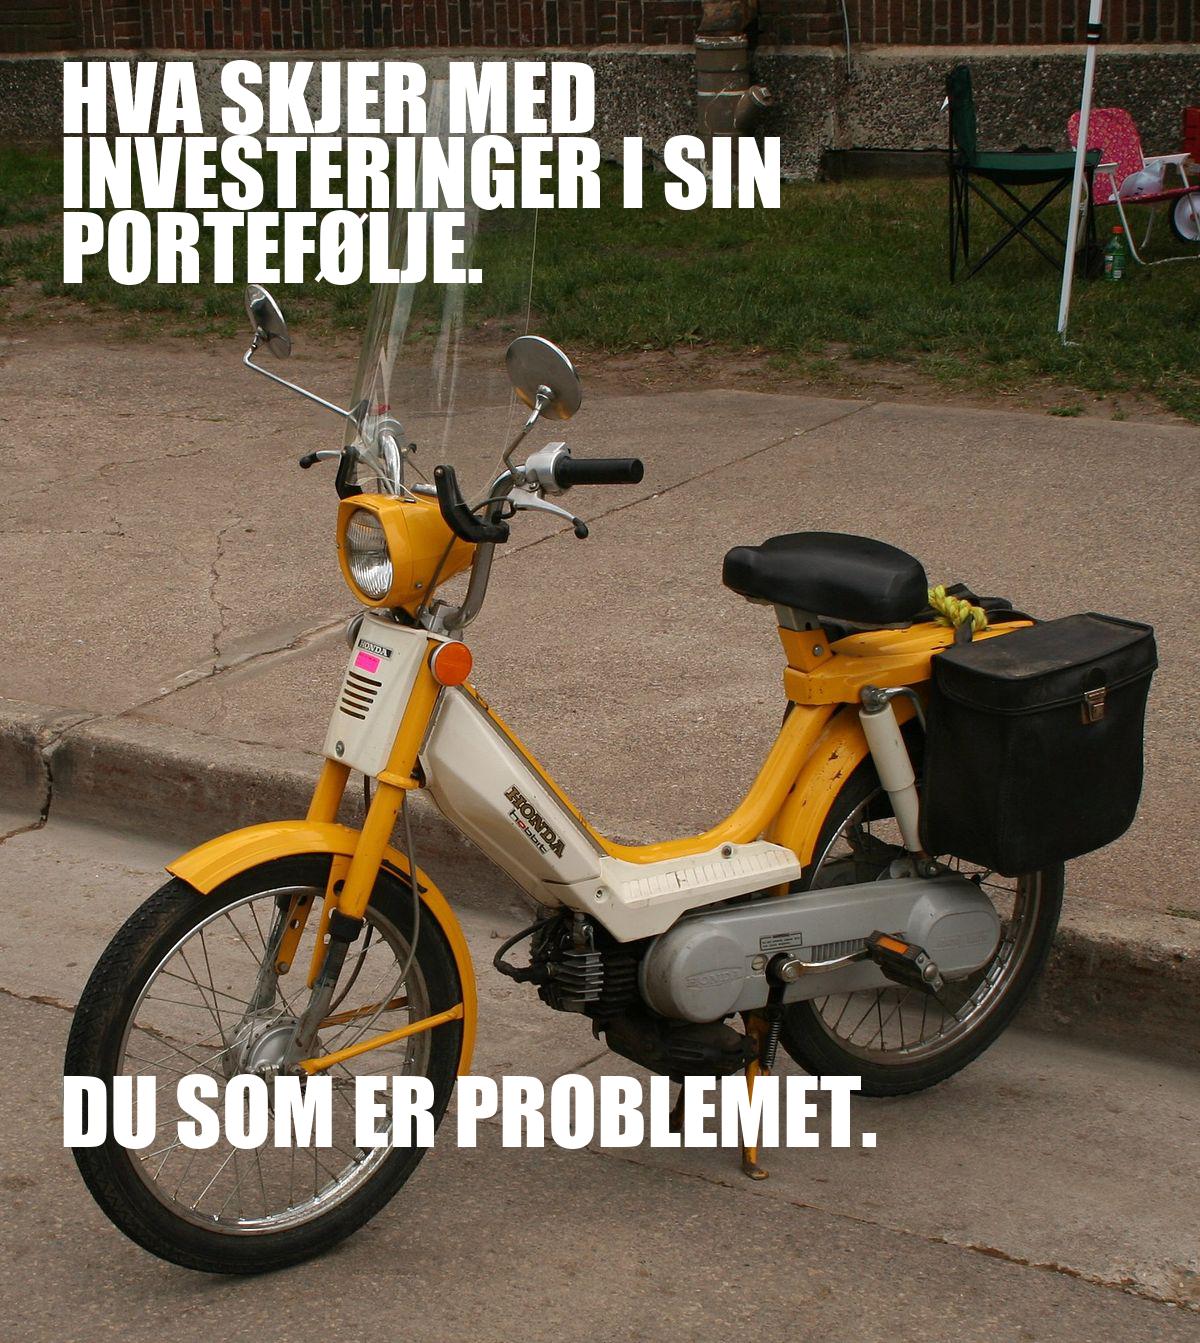 HVA SKJER MED
INVESTERINGER I SIN
PORTEFØLJE.
HONDA
HONDA
hobbit
HONDA
DU SOM ER PROBLEMET.